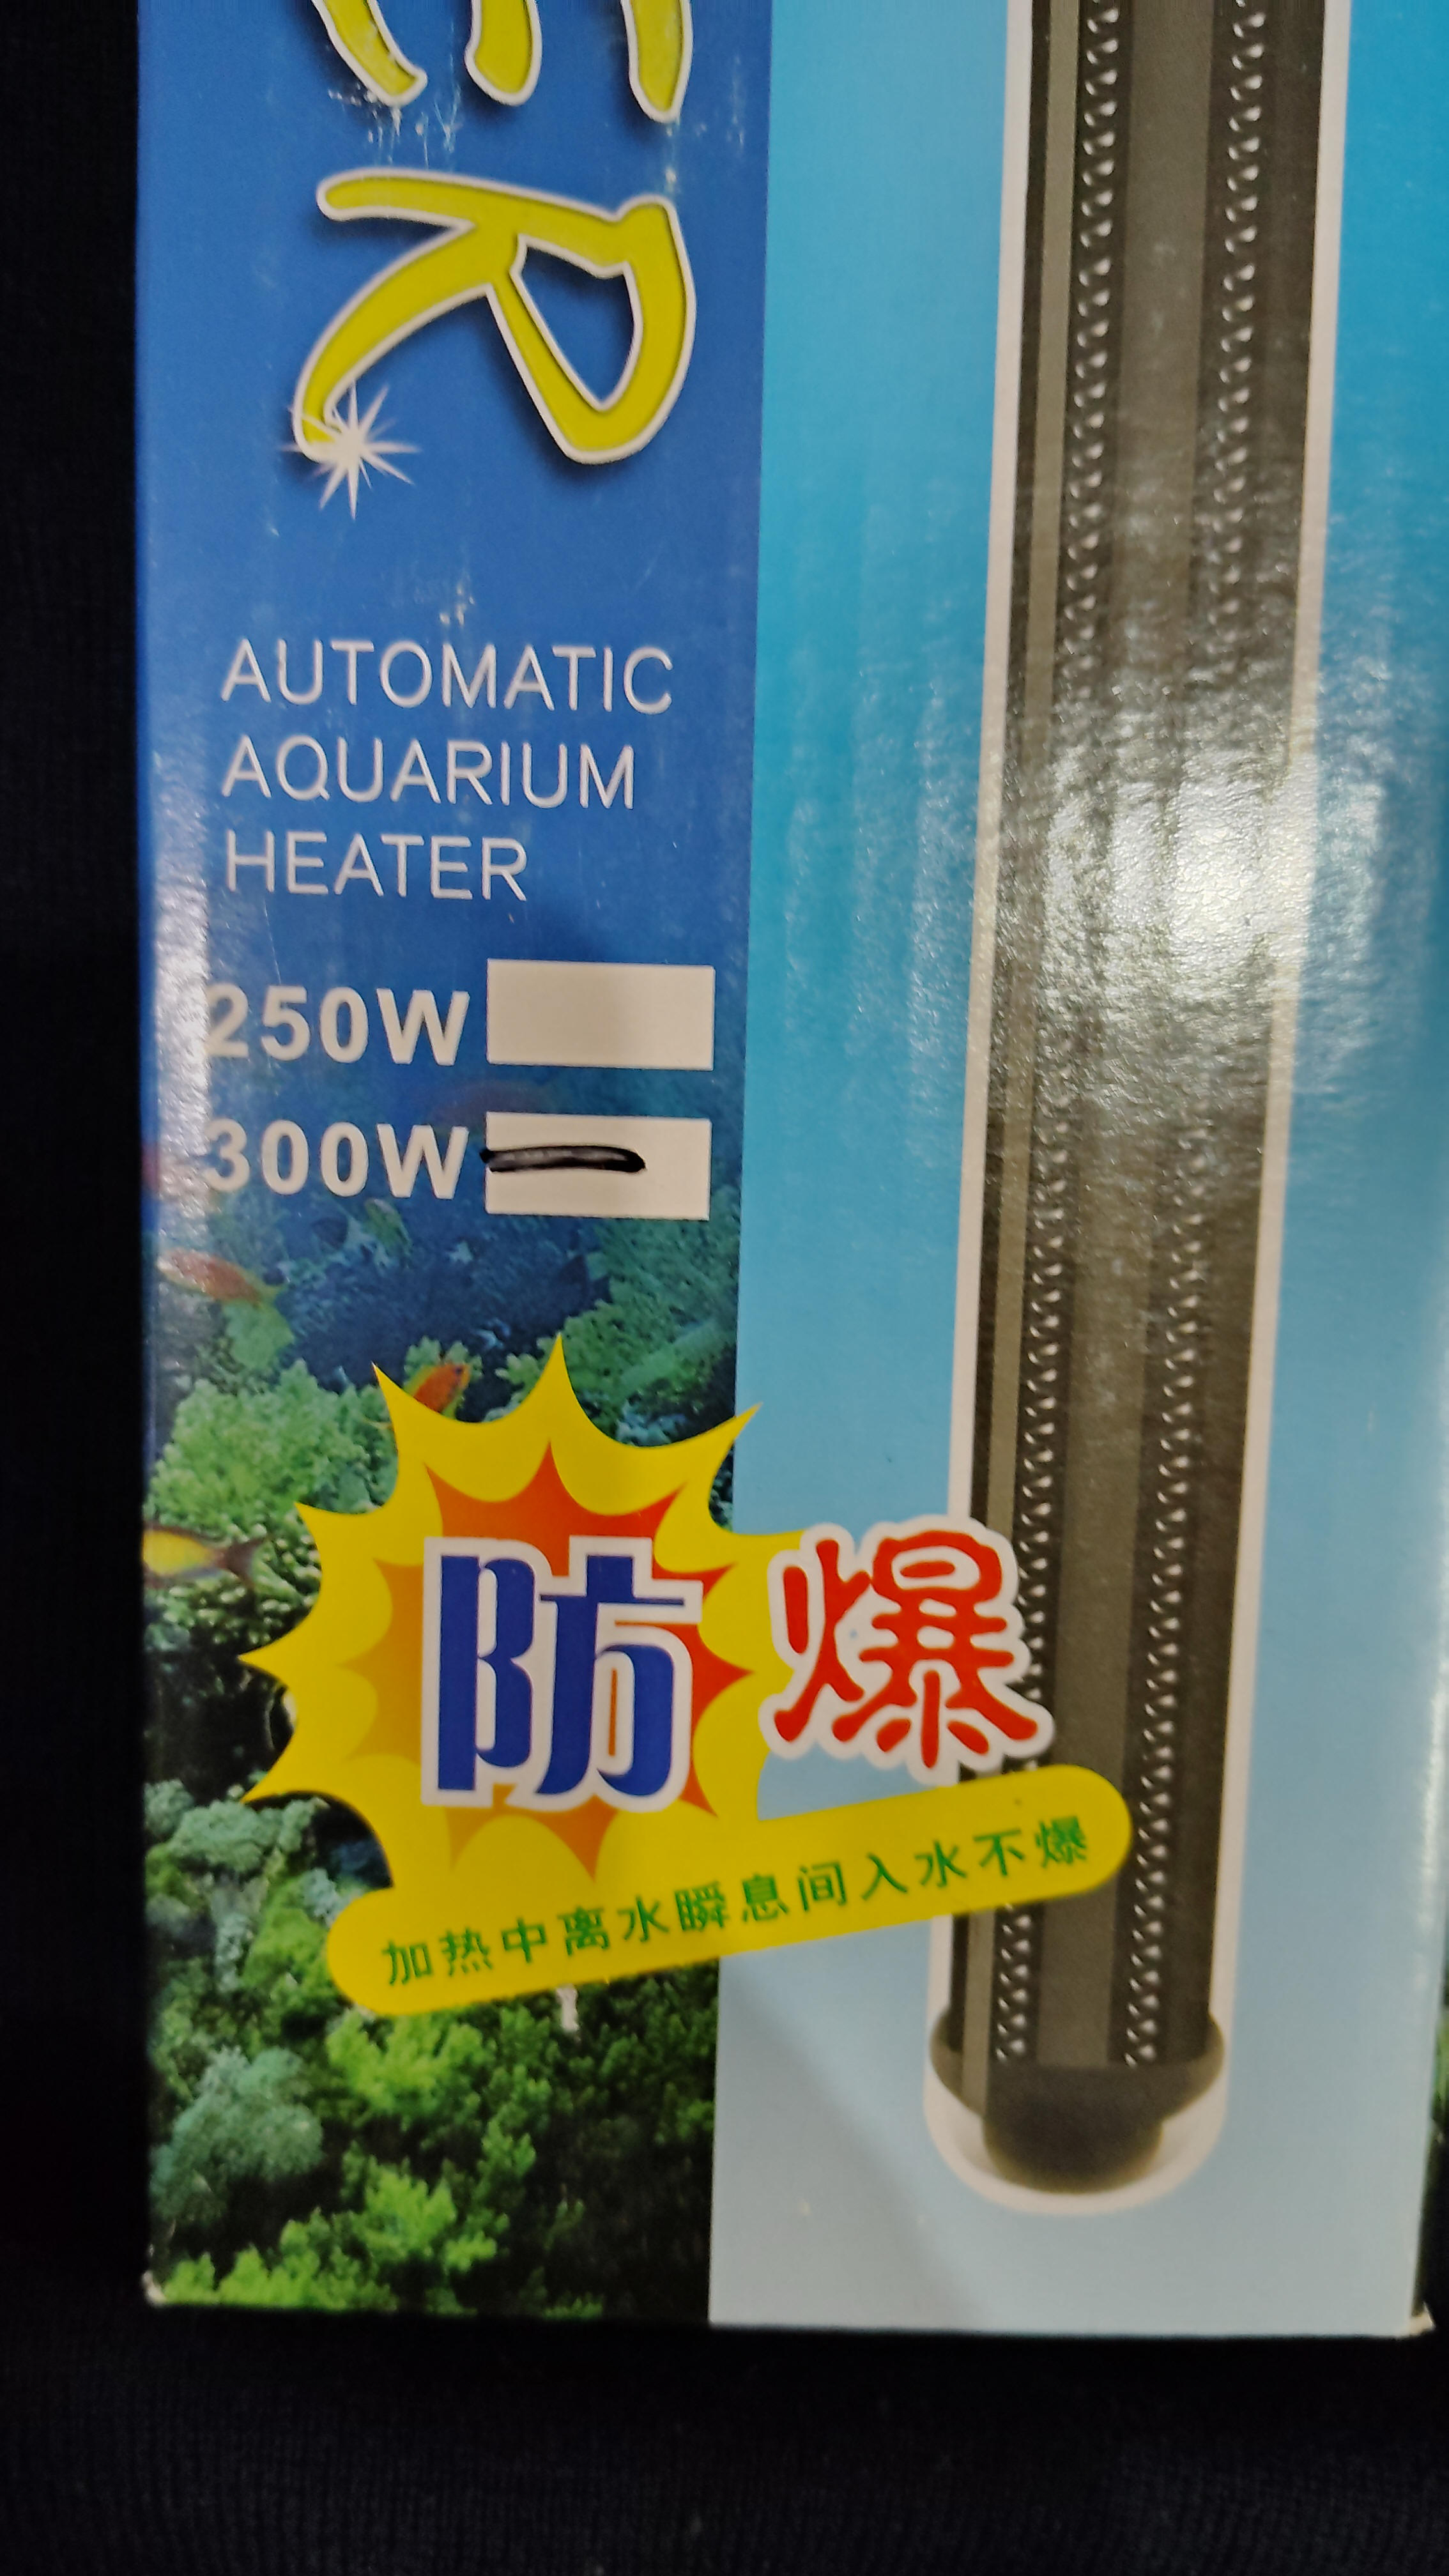 ER
AUTOMATIC
AQUARIUM
HEATER
250W
300W
防爆
加热中离水瞬息间入水不爆